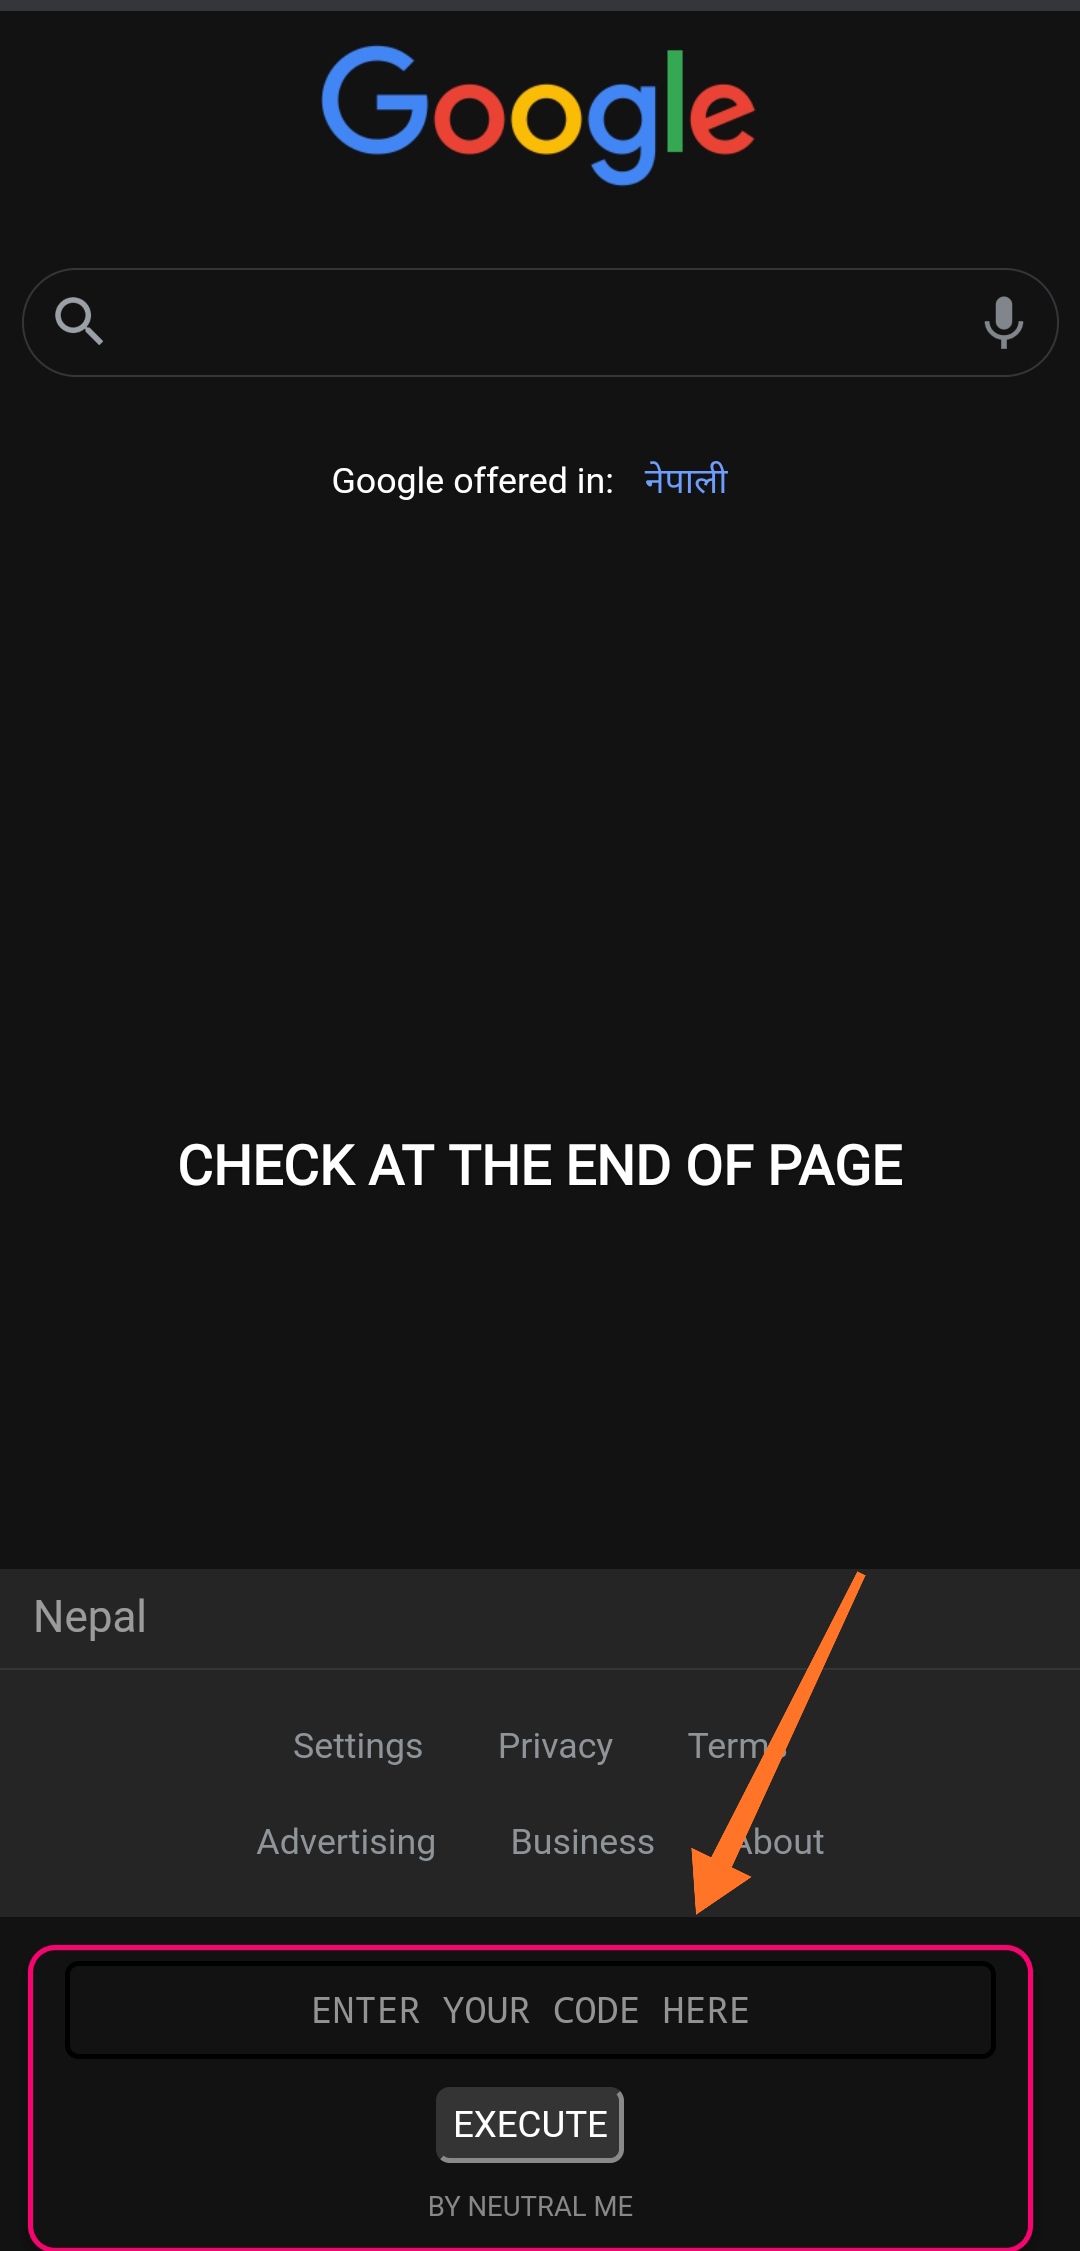 Google
Google offered in: नेपाली
CHECK AT THE END OF PAGE
Nepal
Settings Privacy Terms
Advertising Business About
ENTER YOUR CODE HERE
EXECUTE
BY NEUTRAL ME